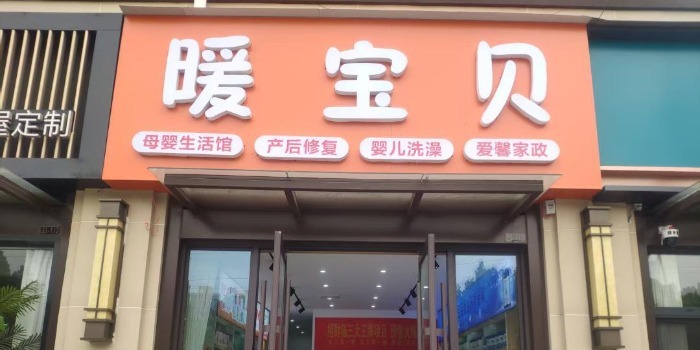 暖宝贝
母婴生活馆 产后修复 婴儿洗澡 爱馨家政
屋定制